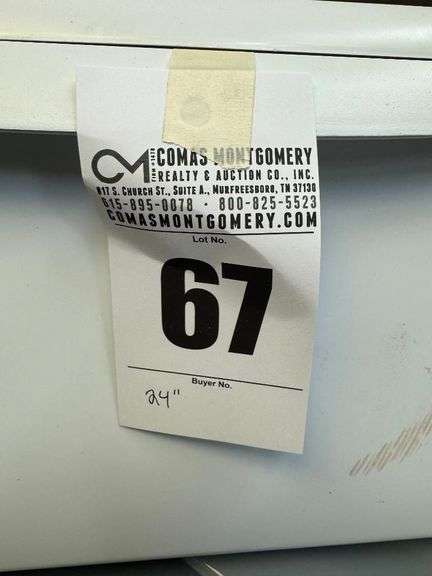 CM
COMAS MONTGOMERY
REALTY & AUCTION CO., INC.
617 S. CHURCH ST., SUITE A., MURFREESBORO, TN 37130
615-895-0078 · 800-825-5523
COMASMONTGOMERY.COM
Lot No.
67
Buyer No.
24"